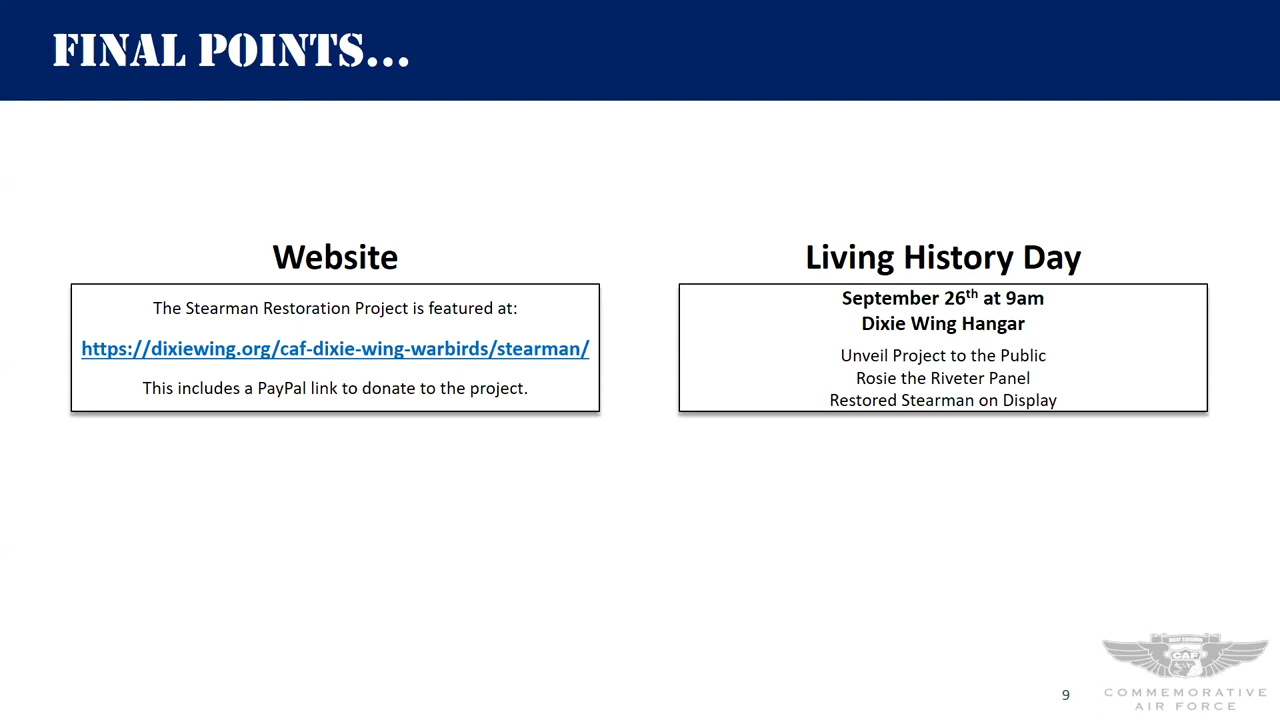 FINAL POINTS...
Website
The Stearman Restoration Project is featured at:
https://dixiewing.org/caf-dixie-wing-warbirds/stearman/
This includes a PayPal link to donate to the project.
Living History Day
September 26th at 9am
Dixie Wing Hangar
Unveil Project to the Public
Rosie the Riveter Panel
Restored Stearman on Display
9
CAF
COMMEMORATIVE
AIR FORCE